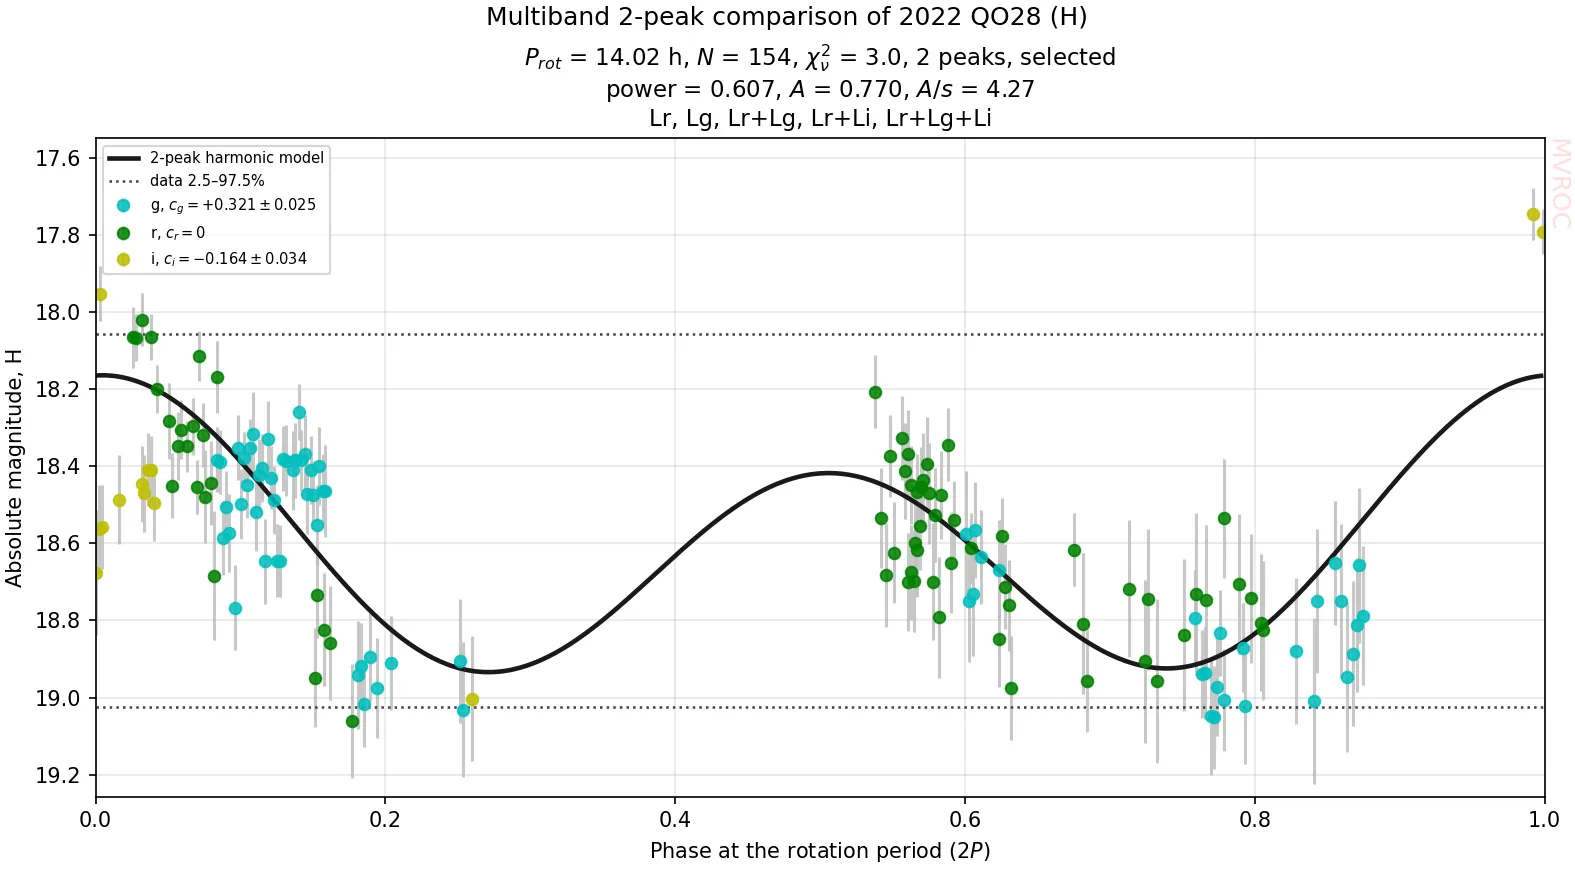 Multiband 2-peak comparison of 2022 QO28 (H)
P_rot = 14.02 h, N = 154, χ²_ν = 3.0, 2 peaks, selected
power = 0.607, A = 0.770, A/s = 4.27
Lr, Lg, Lr+Lg, Lr+Li, Lr+Lg+Li
2-peak harmonic model
data 2.5–97.5%
g, c_g = +0.321 ± 0.025
r, c_r = 0
i, c_i = −0.164 ± 0.034
MVROC
Absolute magnitude, H
17.6
17.8
18.0
18.2
18.4
18.6
18.8
19.0
19.2
0.0
0.2
0.4
0.6
0.8
1.0
Phase at the rotation period (2P)